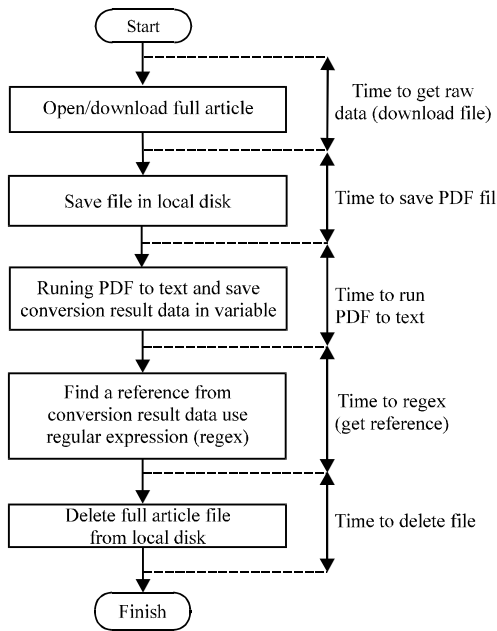 Start
Time to get raw
data (download file)
Open/download full article
Save file in local disk
Time to save PDF fil
Runing PDF to text and save
conversion result data in variable
Time to run
PDF to text
Find a reference from
conversion result data use
regular expression (regex)
Time to regex
(get reference)
Delete full article file
from local disk
Time to delete file
Finish